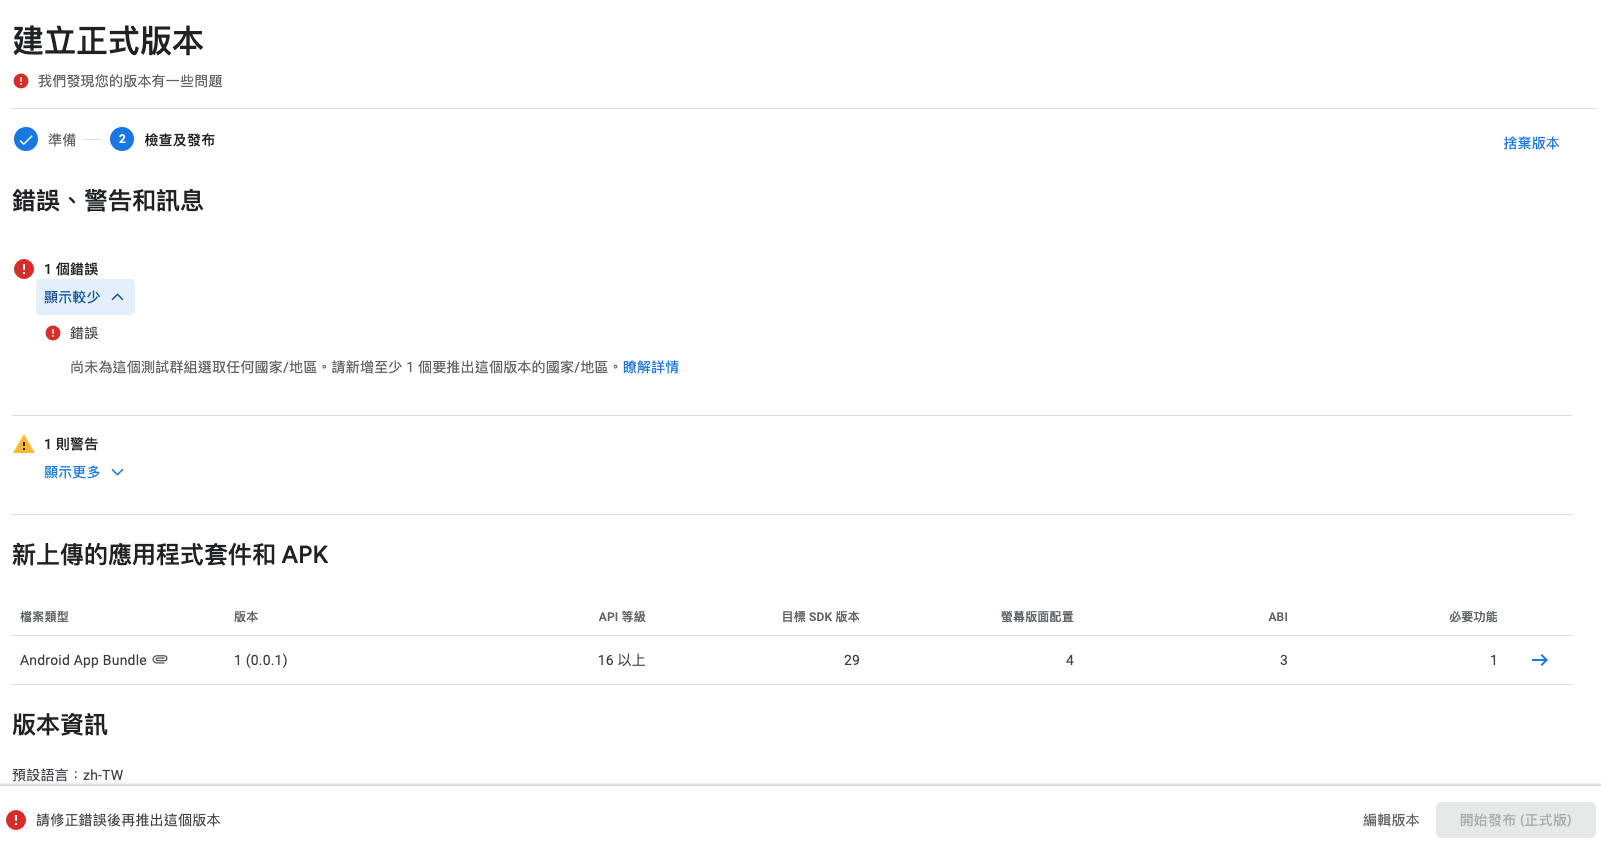 建立正式版本
我們發現您的版本有一些問題
準備
2 檢查及發布
捨棄版本
錯誤、警告和訊息
1 個錯誤
顯示較少
錯誤
尚未為這個測試群組選取任何國家/地區。請新增至少 1 個要推出這個版本的國家/地區。瞭解詳情
1 則警告
顯示更多
新上傳的應用程式套件和 APK
檔案類型 版本 API 等級 目標 SDK 版本 螢幕版面配置 ABI 必要功能
Android App Bundle 1 (0.0.1) 16 以上 29 4 3 1
版本資訊
預設語言：zh-TW
請修正錯誤後再推出這個版本
編輯版本
開始發布 (正式版)